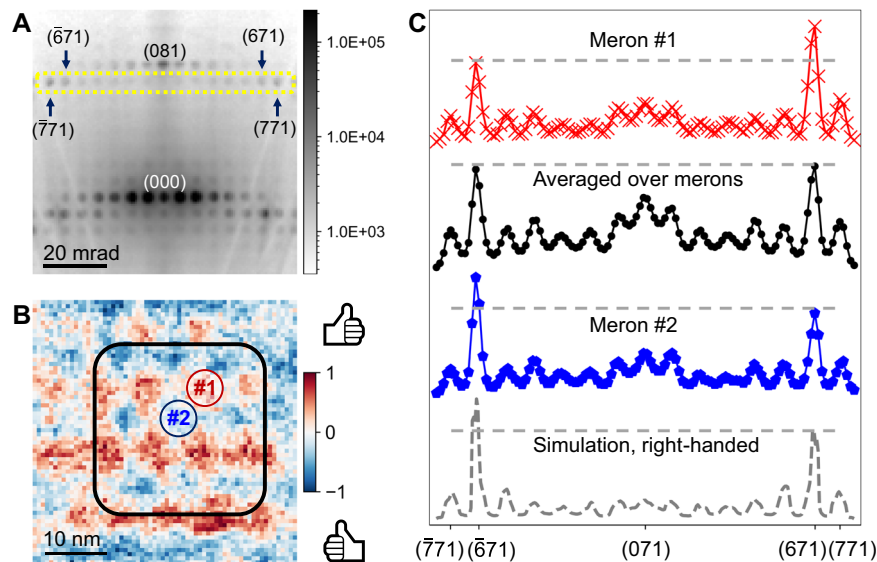 A
(6̄71)
(081)
(671)
(7̄71)
(771)
(000)
20 mrad
1.0E+05
1.0E+04
1.0E+03
B
#1
#2
10 nm
1
0
−1
C
Meron #1
Averaged over merons
Meron #2
Simulation, right-handed
(7̄71) (6̄71) (071) (671) (771)